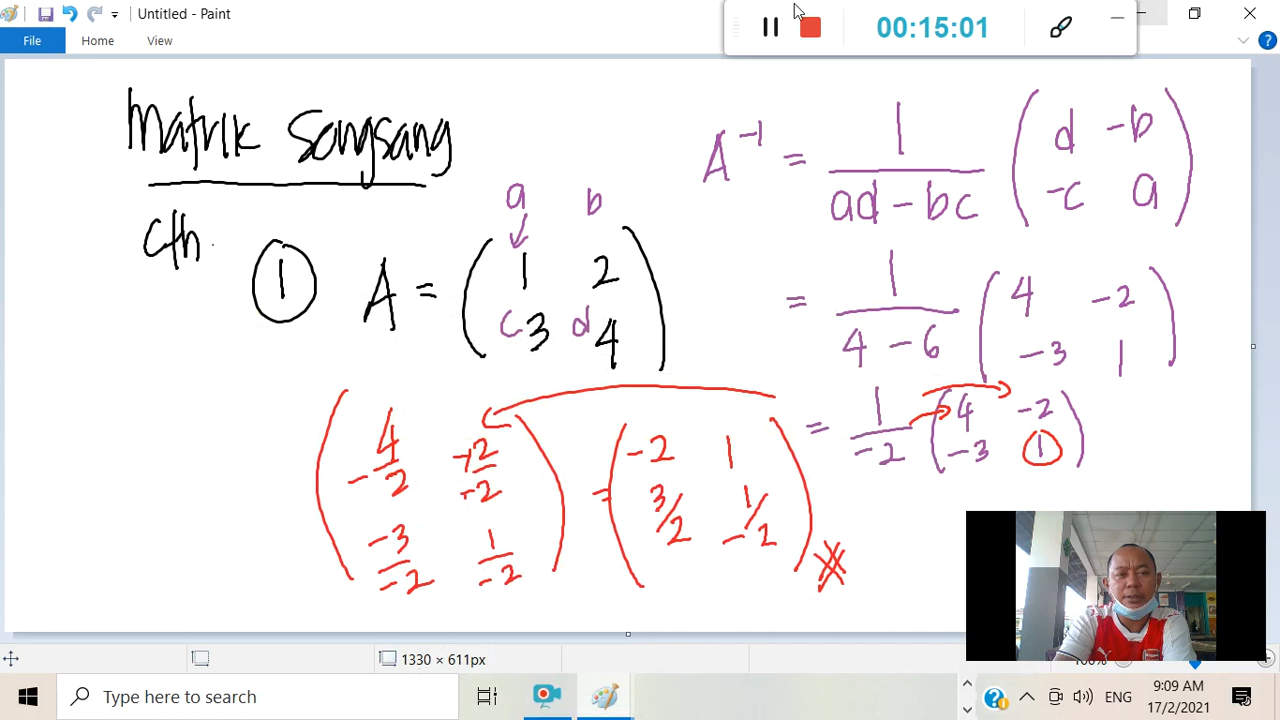 Untitled - Paint
00:15:01
File Home View
Matrik Songsang
A⁻¹ = 1/(ad - bc) (d -b
-c a)
Cth
a b
① A = (1 2
c 3 d 4)
= 1/(4 - 6) (4 -2
-3 1)
= 1/-2 (4 -2
-3 1)
(4/-2 -2/-2
-3/-2 1/-2)
= (-2 1
3/2 1/-2)
1330 × 611px
100%
Type here to search
ENG
9:09 AM
17/2/2021